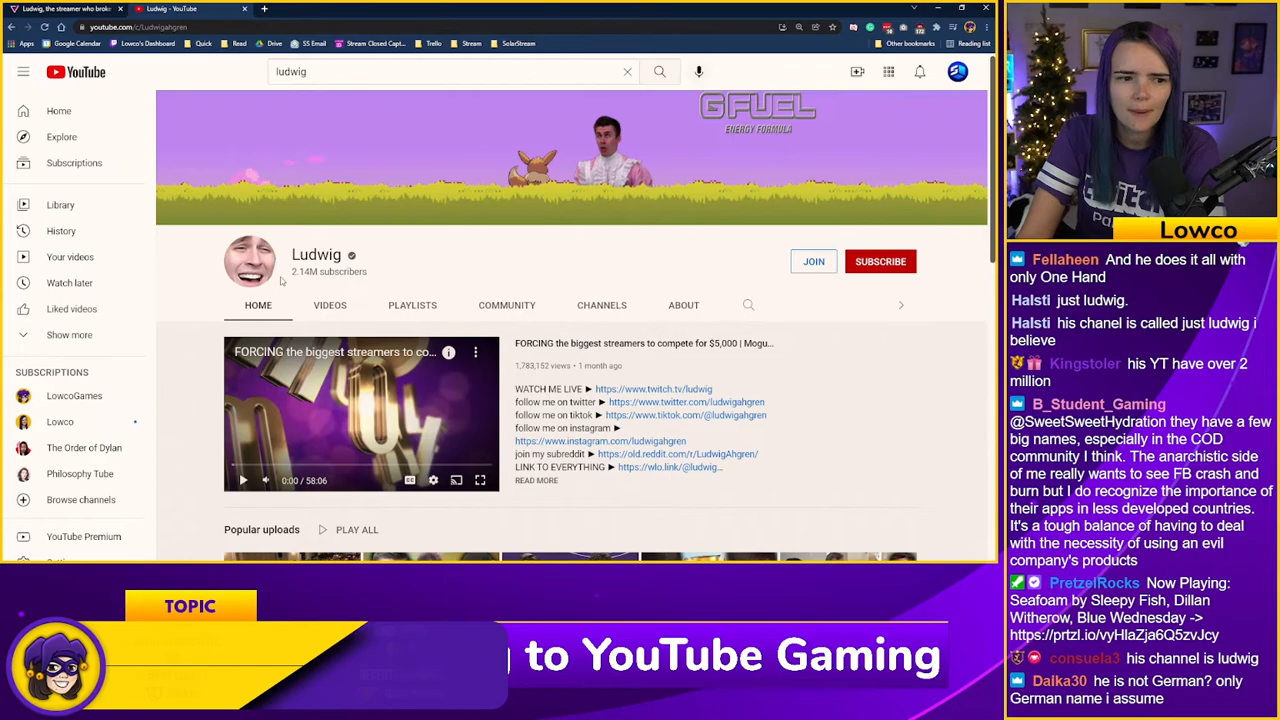 Ludwig, the streamer who broke
Ludwig - YouTube
youtube.com/c/Ludwigahgren
Apps
Google Calendar
Lowco's Dashboard
Quick
Read
Drive
SS Email
Stream Closed Capt...
Trello
Stream
SolarStream
Other bookmarks
Reading list
YouTube
ludwig
Home
Explore
Subscriptions
Library
History
Your videos
Watch later
Liked videos
Show more
SUBSCRIPTIONS
LowcoGames
Lowco
The Order of Dylan
Philosophy Tube
Browse channels
YouTube Premium
G FUEL
ENERGY FORMULA
Ludwig
2.14M subscribers
JOIN
SUBSCRIBE
HOME
VIDEOS
PLAYLISTS
COMMUNITY
CHANNELS
ABOUT
FORCING the biggest streamers to co...
0:00 / 58:06
FORCING the biggest streamers to compete for $5,000 | Mogu...
1,783,152 views • 1 month ago
WATCH ME LIVE ► https://www.twitch.tv/ludwig
follow me on twitter ► https://www.twitter.com/ludwigahgren
follow me on tiktok ► https://www.tiktok.com/@ludwigahgren
follow me on instagram ►
https://www.instagram.com/ludwigahgren
join my subreddit ► https://old.reddit.com/r/LudwigAhgren/
LINK TO EVERYTHING ► https://wlo.link/@ludwig...
READ MORE
Popular uploads
PLAY ALL
TOPIC
to YouTube Gaming
Lowco
Fellaheen And he does it all with
only One Hand
Halsti just ludwig.
Halsti his chanel is called just ludwig i
believe
Kingstoler his YT have over 2
million
B_Student_Gaming
@SweetSweetHydration they have a few
big names, especially in the COD
community I think. The anarchistic side
of me really wants to see FB crash and
burn but I do recognize the importance of
their apps in less developed countries.
It's a tough balance of having to deal
with the necessity of using an evil
company's products
PretzelRocks Now Playing:
Seafoam by Sleepy Fish, Dillan
Witherow, Blue Wednesday ->
https://prtzl.io/vyHlaZja6Q5zvJcy
consuela3 his channel is ludwig
Daika30 he is not German? only
German name i assume